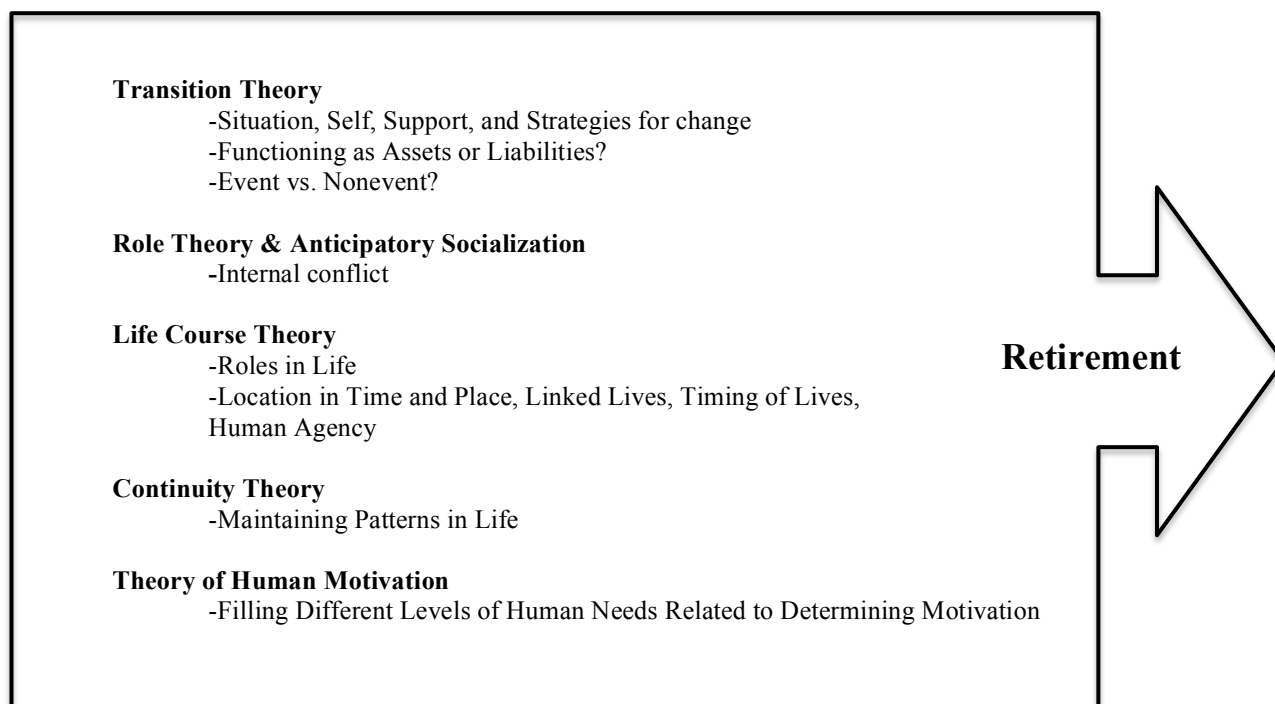 Transition Theory
-Situation, Self, Support, and Strategies for change
-Functioning as Assets or Liabilities?
-Event vs. Nonevent?
Role Theory & Anticipatory Socialization
-Internal conflict
Life Course Theory
-Roles in Life
-Location in Time and Place, Linked Lives, Timing of Lives,
Human Agency
Continuity Theory
-Maintaining Patterns in Life
Theory of Human Motivation
-Filling Different Levels of Human Needs Related to Determining Motivation
Retirement